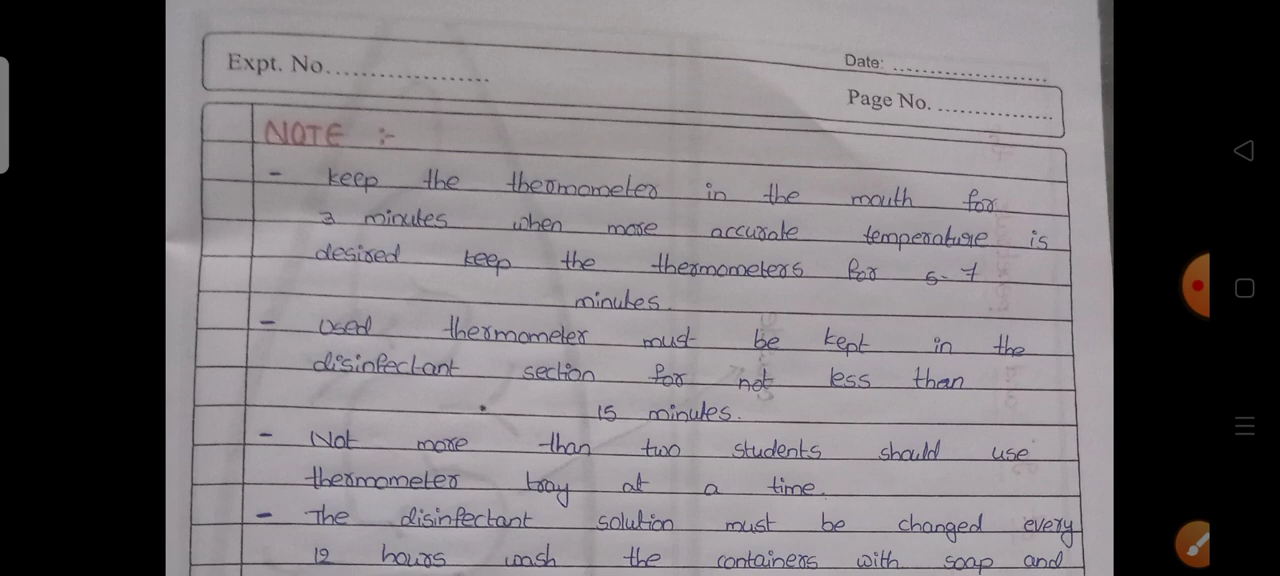 Expt. No...................
Date: ......................
Page No. ................
NOTE :-
- keep the thermometer in the mouth for
3 minutes when more accurate temperature is
desired keep the thermometers for 5-7
minutes.
- Used thermometer must be kept in the
disinfectant section for not less than
15 minutes.
- Not more than two students should use
thermometer tray at a time.
- The disinfectant solution must be changed every
12 hours wash the containers with soap and